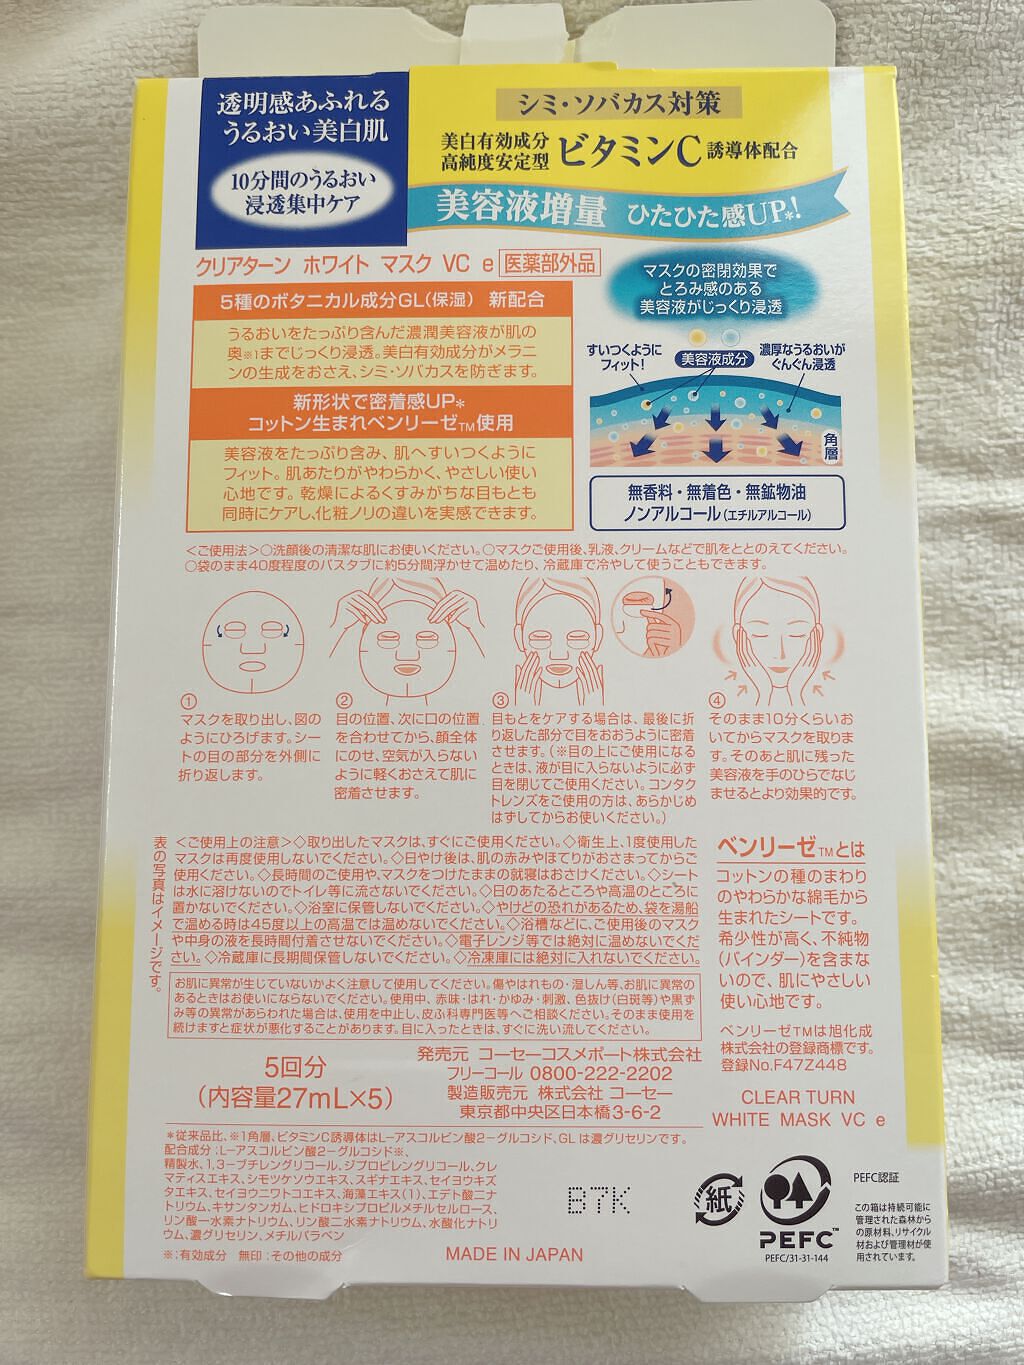 透明感あふれる
うるおい美白肌
10分間のうるおい
浸透集中ケア
シミ・ソバカス対策
美白有効成分
高純度安定型
ビタミンC誘導体配合
美容液増量 ひたひた感UP*!
クリアターン ホワイト マスク VC e 医薬部外品
5種のボタニカル成分GL(保湿) 新配合
うるおいをたっぷり含んだ濃潤美容液が肌の
奥※1までじっくり浸透。美白有効成分がメラニ
ンの生成をおさえ、シミ・ソバカスを防ぎます。
新形状で密着感UP*
コットン生まれベンリーゼTM使用
美容液をたっぷり含み、肌へすいつくように
フィット。肌あたりがやわらかく、やさしい使い
心地です。乾燥によるくすみがちな目もとも
同時にケアし、化粧ノリの違いを実感できます。
マスクの密閉効果で
とろみ感のある
美容液がじっくり浸透
すいつくように
フィット!
美容液成分
濃厚なうるおいが
ぐんぐん浸透
角層
無香料・無着色・無鉱物油
ノンアルコール(エチルアルコール)
<ご使用法>○洗顔後の清潔な肌にお使いください。○マスクご使用後、乳液、クリームなどで肌をととのえてください。
○袋のまま40度程度のバスタブに約5分間浮かせて温めたり、冷蔵庫で冷やして使うこともできます。
①
マスクを取り出し、図の
ようにひろげます。シー
トの目の部分を外側に
折り返します。
②
目の位置、次に口の位置
を合わせてから、顔全体
にのせ、空気が入らない
ように軽くおさえて肌に
密着させます。
③
目もとをケアする場合は、最後に折
り返した部分で目をおおうように密着
させます。(※目の上にご使用になる
ときは、液が目に入らないように必ず
目を閉じてご使用ください。コンタク
トレンズをご使用の方は、あらかじめ
はずしてからお使いください。)
④
そのまま10分くらいお
いてからマスクを取りま
す。そのあと肌に残った
美容液を手のひらでなじ
ませるとより効果的です。
表の写真はイメージです。
<ご使用上の注意>◇取り出したマスクは、すぐにご使用ください。◇衛生上、1度使用した
マスクは再度使用しないでください。◇日やけ後は、肌の赤みやほてりがおさまってからご
使用ください。◇長時間のご使用や、マスクをつけたままの就寝はおさけください。◇シート
は水に溶けないのでトイレ等に流さないでください。◇日のあたるところや高温のところに
置かないでください。◇浴室に保管しないでください。◇やけどの恐れがあるため、袋を湯船
で温める時は45度以上の高温では温めないでください。◇浴槽などに、ご使用後のマスク
や中身の液を長時間付着させないでください。◇電子レンジ等では絶対に温めないでくだ
さい。◇冷蔵庫に長期間保管しないでください。◇冷凍庫には絶対に入れないでください。
お肌に異常が生じていないかよく注意して使用してください。傷やはれもの・湿しん等、お肌に異常の
あるときはお使いにならないでください。使用中、赤味・はれ・かゆみ・刺激、色抜け(白斑等)や黒ず
み等の異常があらわれた場合は、使用を中止し、皮ふ科専門医等へご相談ください。そのまま使用を
続けますと症状が悪化することがあります。目に入ったときは、すぐに洗い流してください。
ベンリーゼTMとは
コットンの種のまわり
のやわらかな綿毛から
生まれたシートです。
希少性が高く、不純物
(バインダー)を含まな
いので、肌にやさしい
使い心地です。
ベンリーゼTMは旭化成
株式会社の登録商標です。
登録No.F47Z448
5回分
(内容量27mL×5)
発売元 コーセーコスメポート株式会社
フリーコール 0800-222-2202
製造販売元 株式会社 コーセー
東京都中央区日本橋3-6-2
CLEAR TURN
WHITE MASK VC e
*従来品比、※1角層、ビタミンC誘導体はL-アスコルビン酸2-グルコシド、GLは濃グリセリンです。
配合成分:L-アスコルビン酸2-グルコシド※、
精製水、1,3-ブチレングリコール、ジプロピレングリコール、クレ
マティスエキス、シモツケソウエキス、スギナエキス、セイヨウキズ
タエキス、セイヨウニワトコエキス、海藻エキス(1)、エデト酸二ナ
トリウム、キサンタンガム、ヒドロキシプロピルメチルセルロース、
リン酸一水素ナトリウム、リン酸二水素ナトリウム、水酸化ナトリ
ウム、濃グリセリン、メチルパラベン
※:有効成分 無印:その他の成分
B7K
MADE IN JAPAN
紙
PEFC™
PEFC/31-31-144
PEFC認証
この箱は持続可能に
管理された森林から
の原材料、リサイクル
材および管理材が使
用されています。